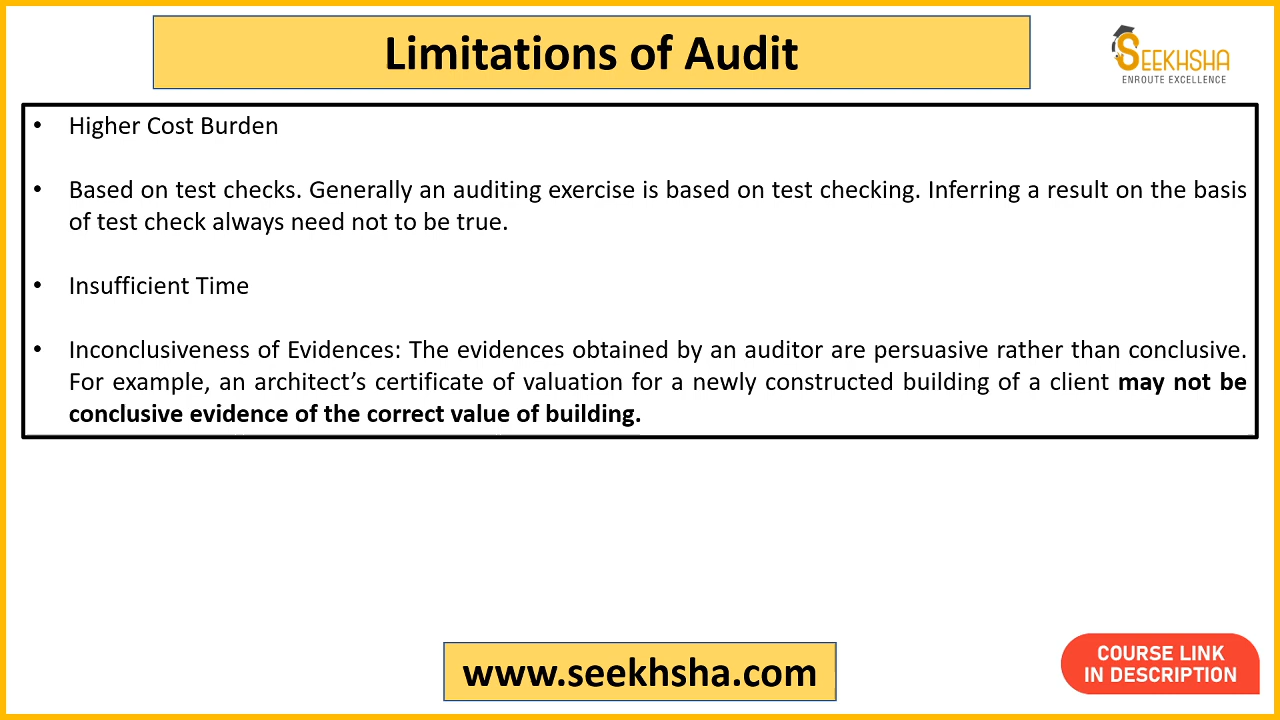 Limitations of Audit
SEEKHSHA
ENROUTE EXCELLENCE
• Higher Cost Burden
• Based on test checks. Generally an auditing exercise is based on test checking. Inferring a result on the basis
of test check always need not to be true.
• Insufficient Time
• Inconclusiveness of Evidences: The evidences obtained by an auditor are persuasive rather than conclusive.
For example, an architect’s certificate of valuation for a newly constructed building of a client may not be
conclusive evidence of the correct value of building.
www.seekhsha.com
COURSE LINK
IN DESCRIPTION